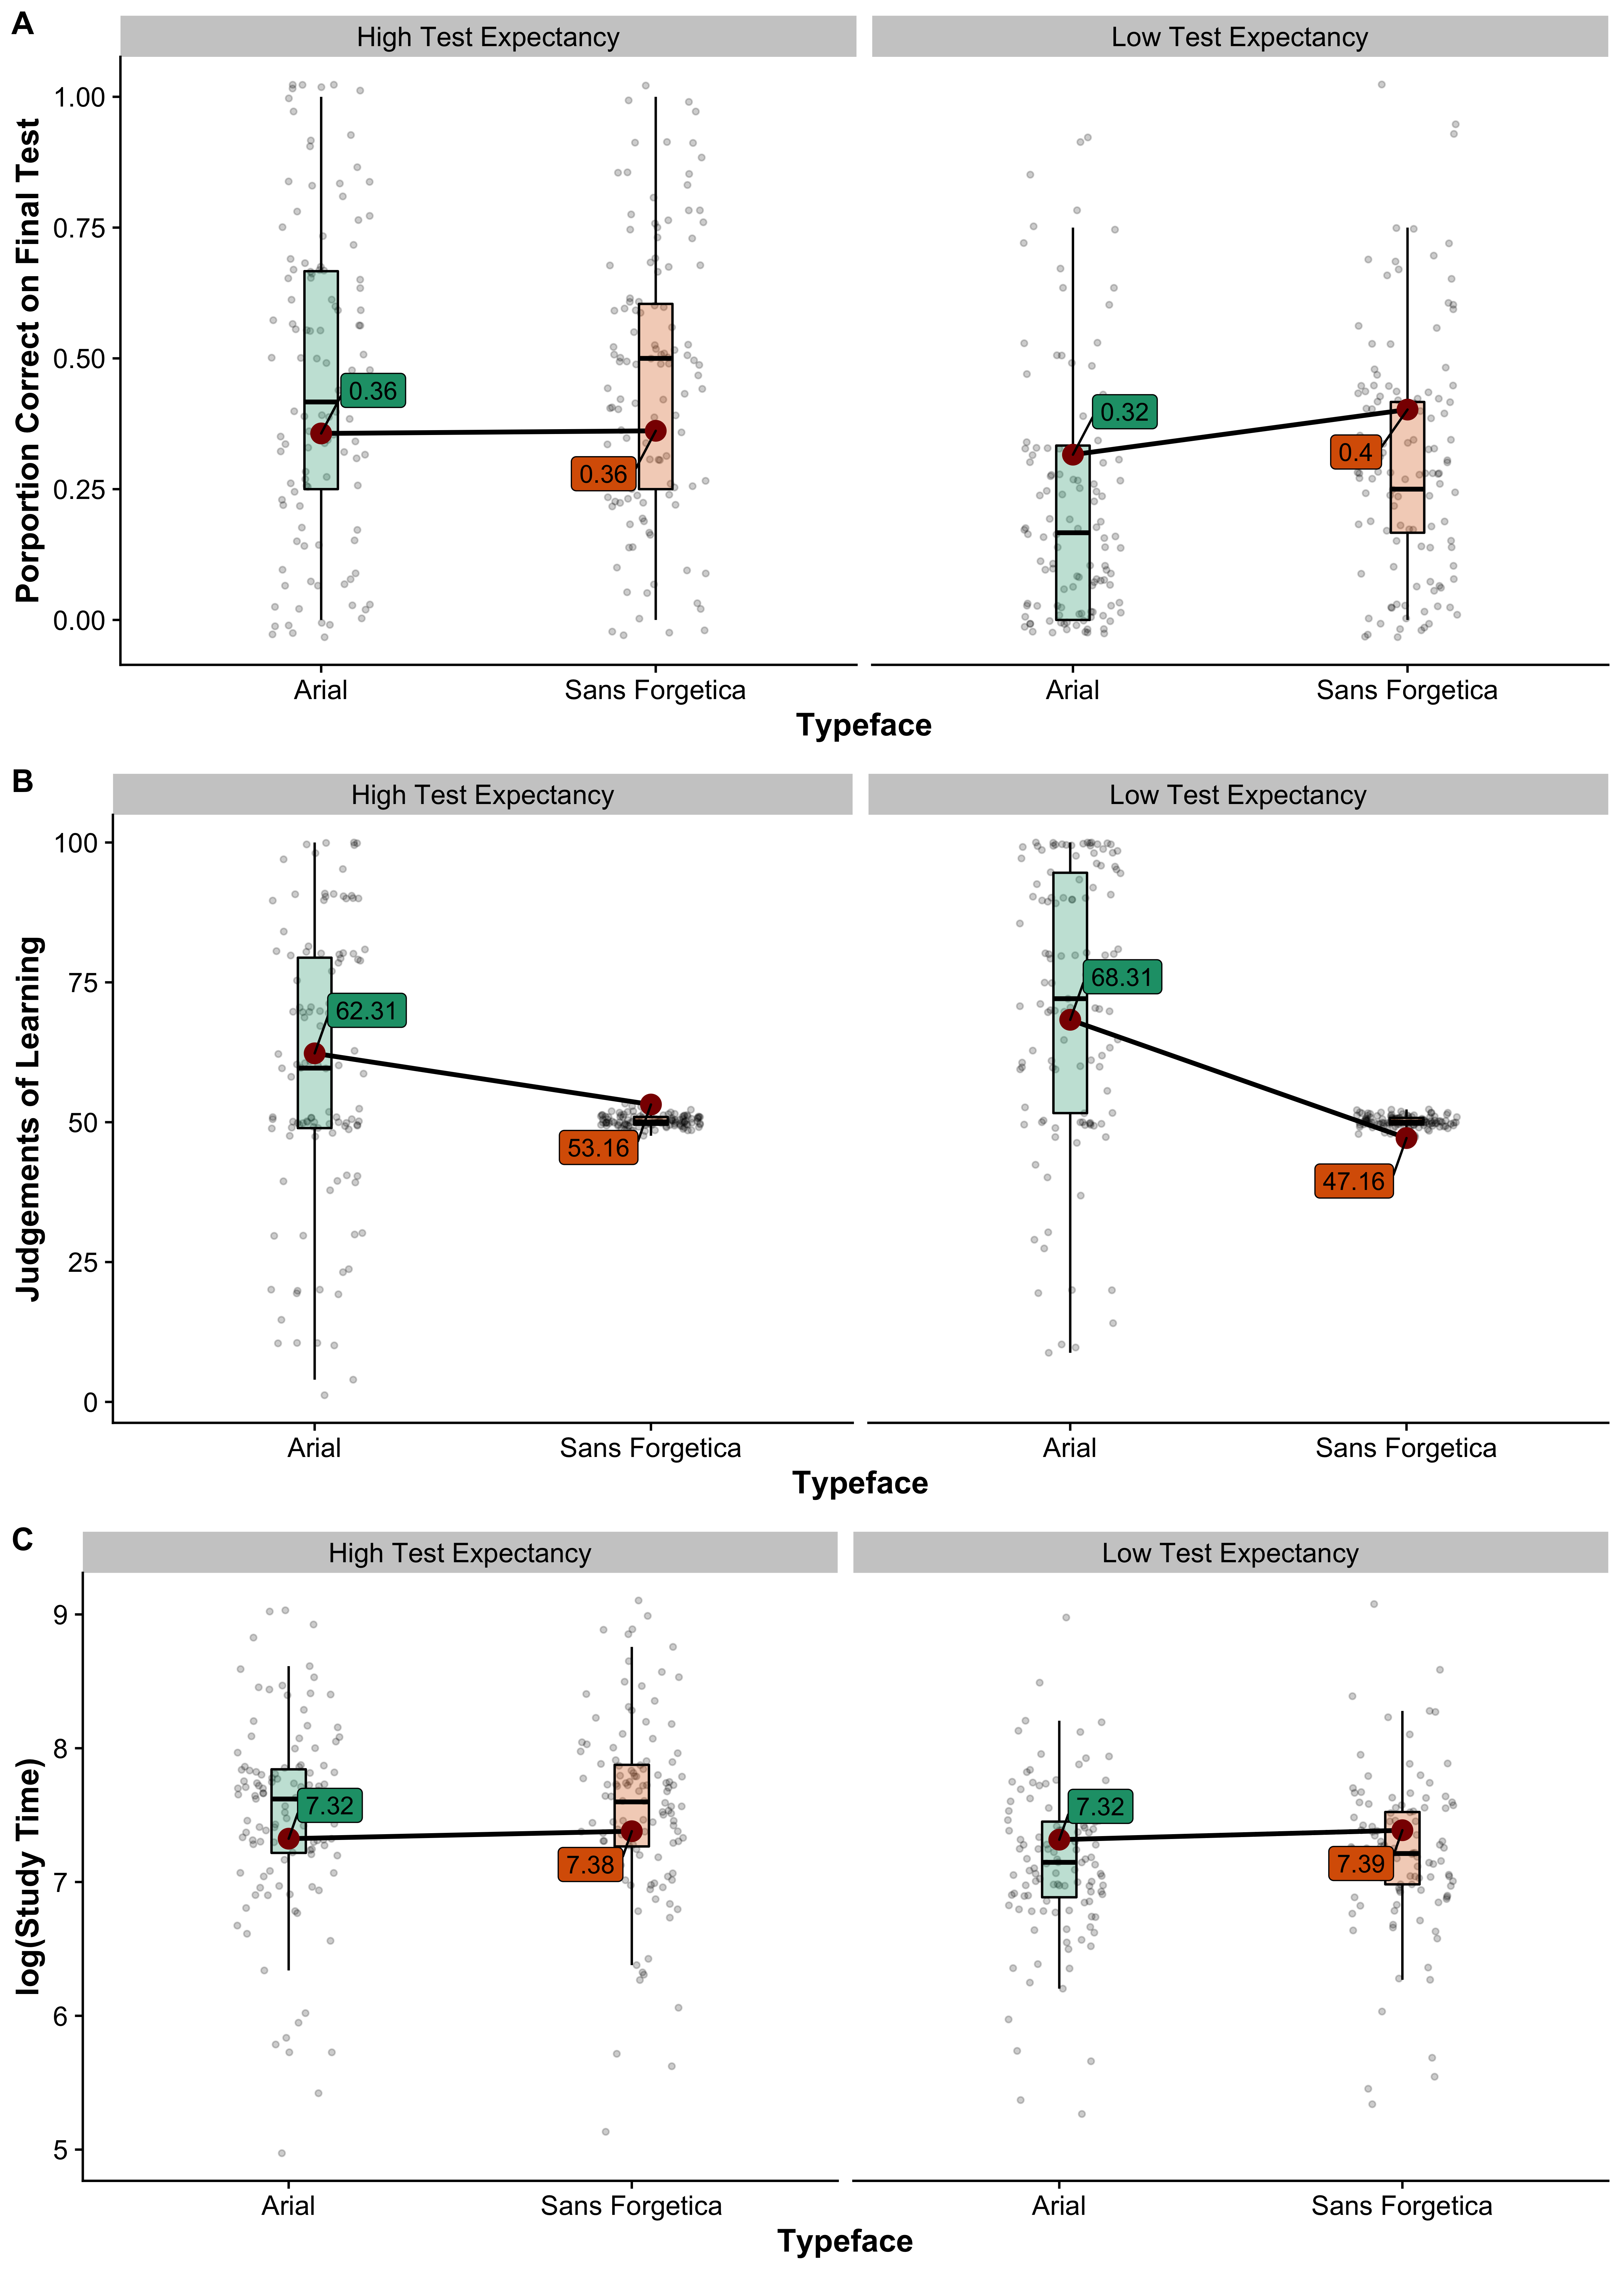 A
High Test Expectancy
Low Test Expectancy
Porportion Correct on Final Test
1.00
0.75
0.50
0.25
0.00
0.36
0.36
0.32
0.4
Arial
Sans Forgetica
Arial
Sans Forgetica
Typeface
B
High Test Expectancy
Low Test Expectancy
Judgements of Learning
100
75
50
25
0
62.31
53.16
68.31
47.16
Arial
Sans Forgetica
Arial
Sans Forgetica
Typeface
C
High Test Expectancy
Low Test Expectancy
log(Study Time)
9
8
7
6
5
7.32
7.38
7.32
7.39
Arial
Sans Forgetica
Arial
Sans Forgetica
Typeface